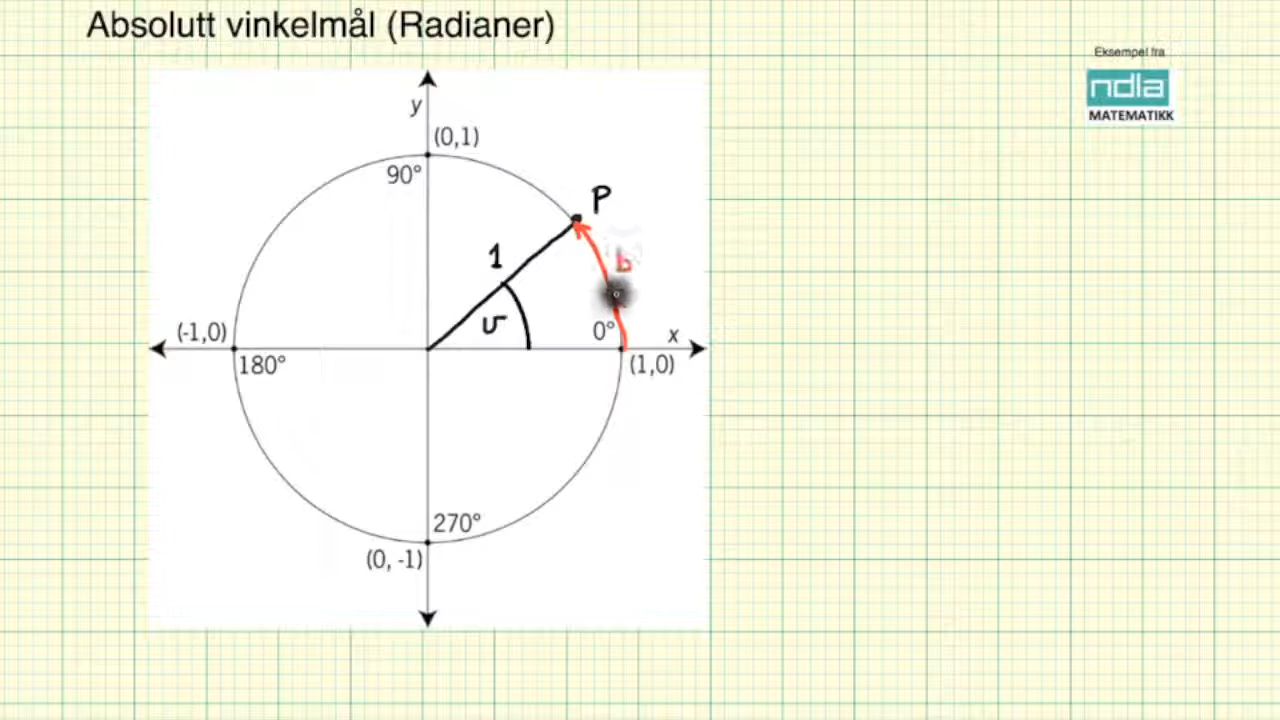 Absolutt vinkelmål (Radianer)
Eksempel fra
ndla
MATEMATIKK
y
(0,1)
90°
P
1
b
(-1,0)
v
0°
x
180°
(1,0)
270°
(0, -1)